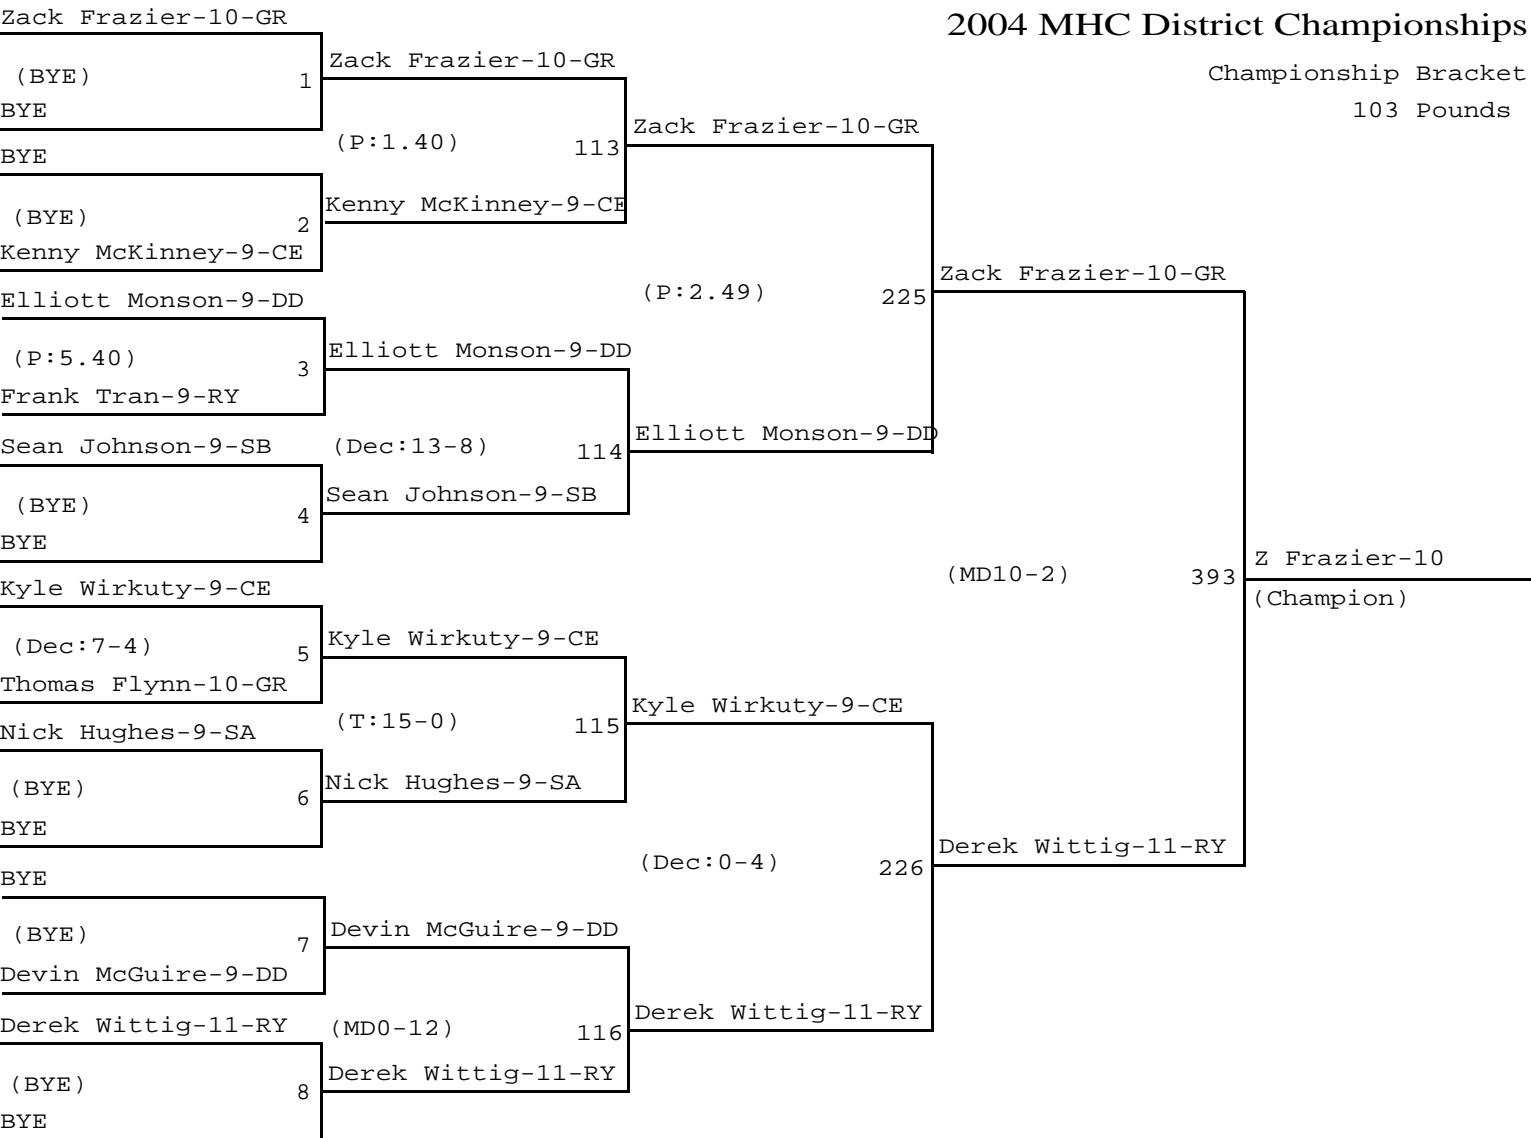 2004 MHC District Championships
Championship Bracket
103 Pounds
Zack Frazier-10-GR
(BYE)
1
BYE
BYE
(BYE)
2
Kenny McKinney-9-CE
Elliott Monson-9-DD
(P:5.40)
3
Frank Tran-9-RY
Sean Johnson-9-SB
(BYE)
4
BYE
Kyle Wirkuty-9-CE
(Dec:7-4)
5
Thomas Flynn-10-GR
Nick Hughes-9-SA
(BYE)
6
BYE
BYE
(BYE)
7
Devin McGuire-9-DD
Derek Wittig-11-RY
(BYE)
8
BYE
Zack Frazier-10-GR
(P:1.40)
113
Kenny McKinney-9-CE
Elliott Monson-9-DD
(Dec:13-8)
114
Sean Johnson-9-SB
Kyle Wirkuty-9-CE
(T:15-0)
115
Nick Hughes-9-SA
Devin McGuire-9-DD
(MD0-12)
116
Derek Wittig-11-RY
Zack Frazier-10-GR
(P:2.49)
225
Elliott Monson-9-DD
Kyle Wirkuty-9-CE
(Dec:0-4)
226
Derek Wittig-11-RY
Zack Frazier-10-GR
(MD10-2)
393
Derek Wittig-11-RY
Z Frazier-10
(Champion)